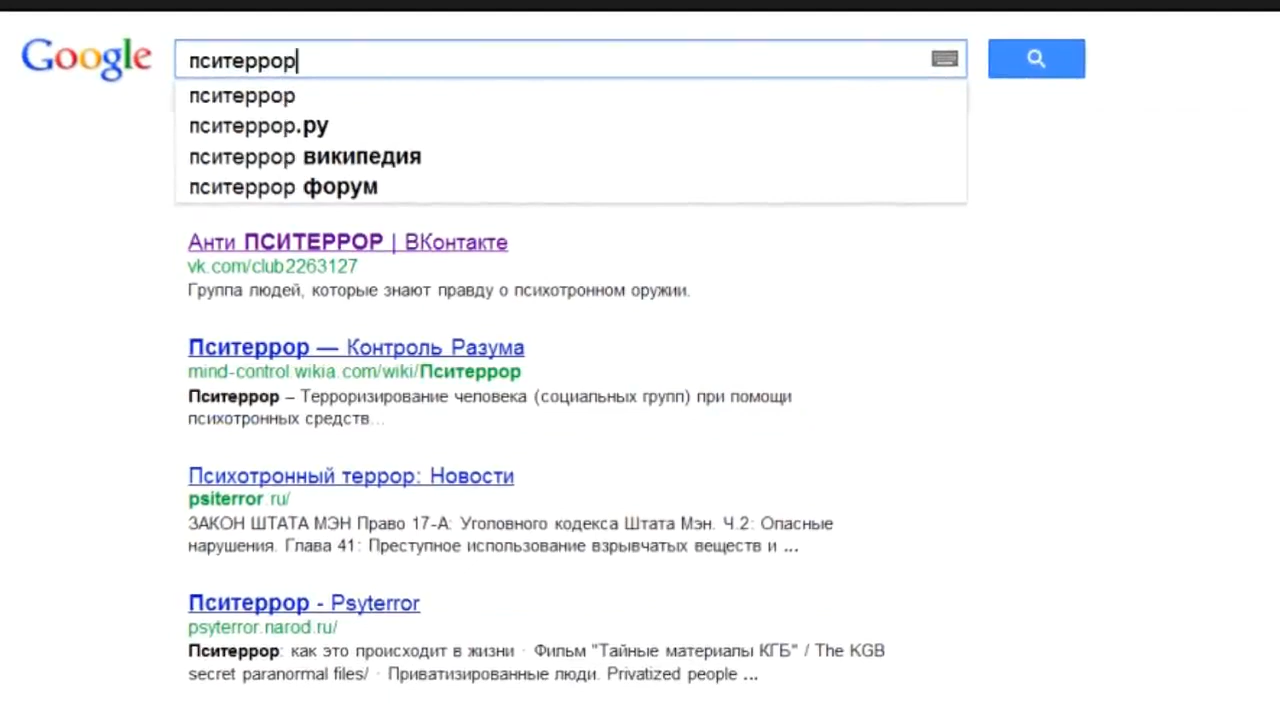 Google
пситеррор
пситеррор
пситеррор.ру
пситеррор википедия
пситеррор форум
Анти ПСИТЕРРОР | ВКонтакте
vk.com/club2263127
Группа людей, которые знают правду о психотронном оружии.
Пситеррор — Контроль Разума
mind-control.wikia.com/wiki/Пситеррор
Пситеррор – Терроризирование человека (социальных групп) при помощи
психотронных средств...
Психотронный террор: Новости
psiterror.ru/
ЗАКОН ШТАТА МЭН Право 17-А: Уголовного кодекса Штата Мэн. Ч.2: Опасные
нарушения. Глава 41: Преступное использование взрывчатых веществ и ...
Пситеррор - Psyterror
psyterror.narod.ru/
Пситеррор: как это происходит в жизни · Фильм "Тайные материалы КГБ" / The KGB
secret paranormal files/ · Приватизированные люди. Privatized people ...